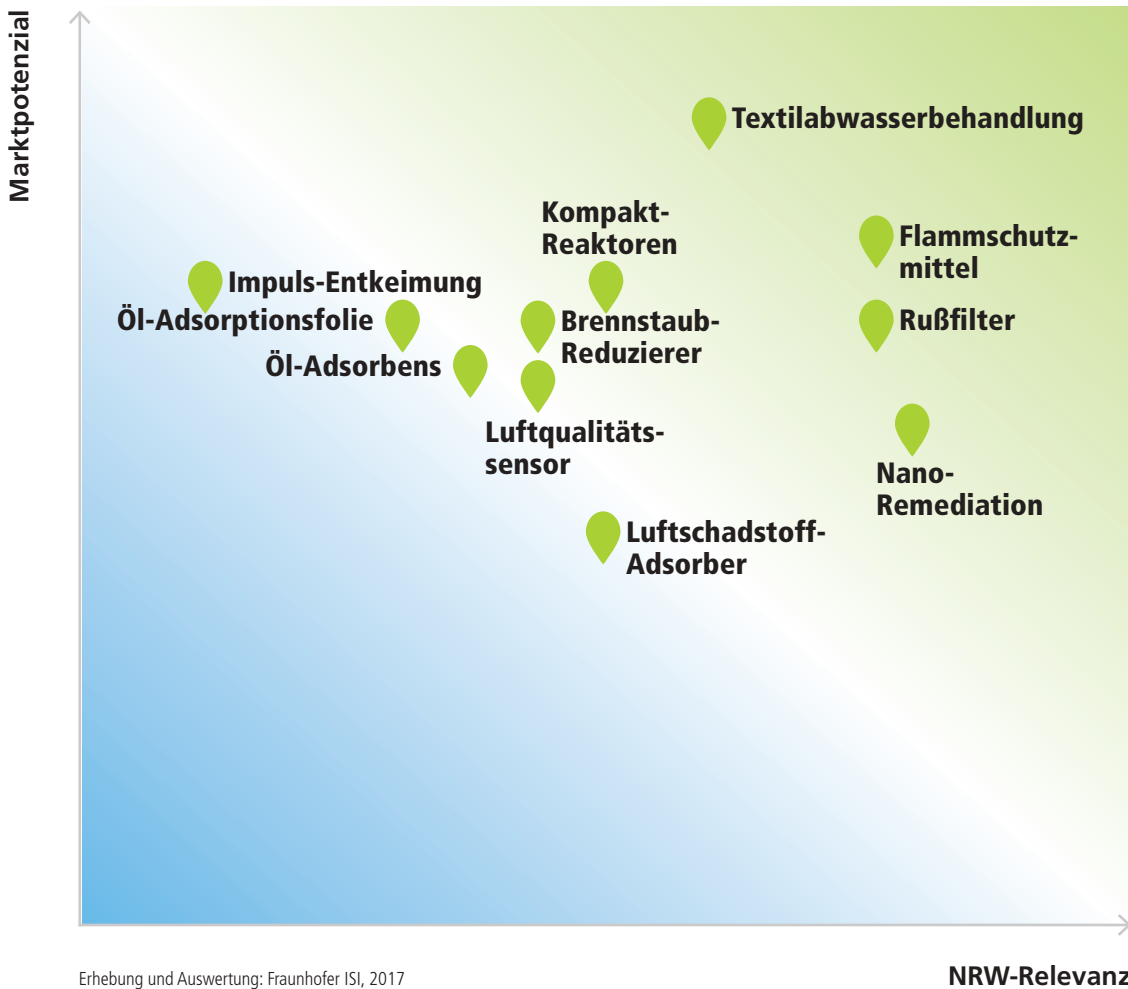 Marktpotenzial
Textilabwasserbehandlung
Kompakt-
Reaktoren
Flammschutz-
mittel
Impuls-Entkeimung
Öl-Adsorptionsfolie
Brennstaub-
Reduzierer
Rußfilter
Öl-Adsorbens
Luftqualitäts-
sensor
Nano-
Remediation
Luftschadstoff-
Adsorber
Erhebung und Auswertung: Fraunhofer ISI, 2017
NRW-Relevanz